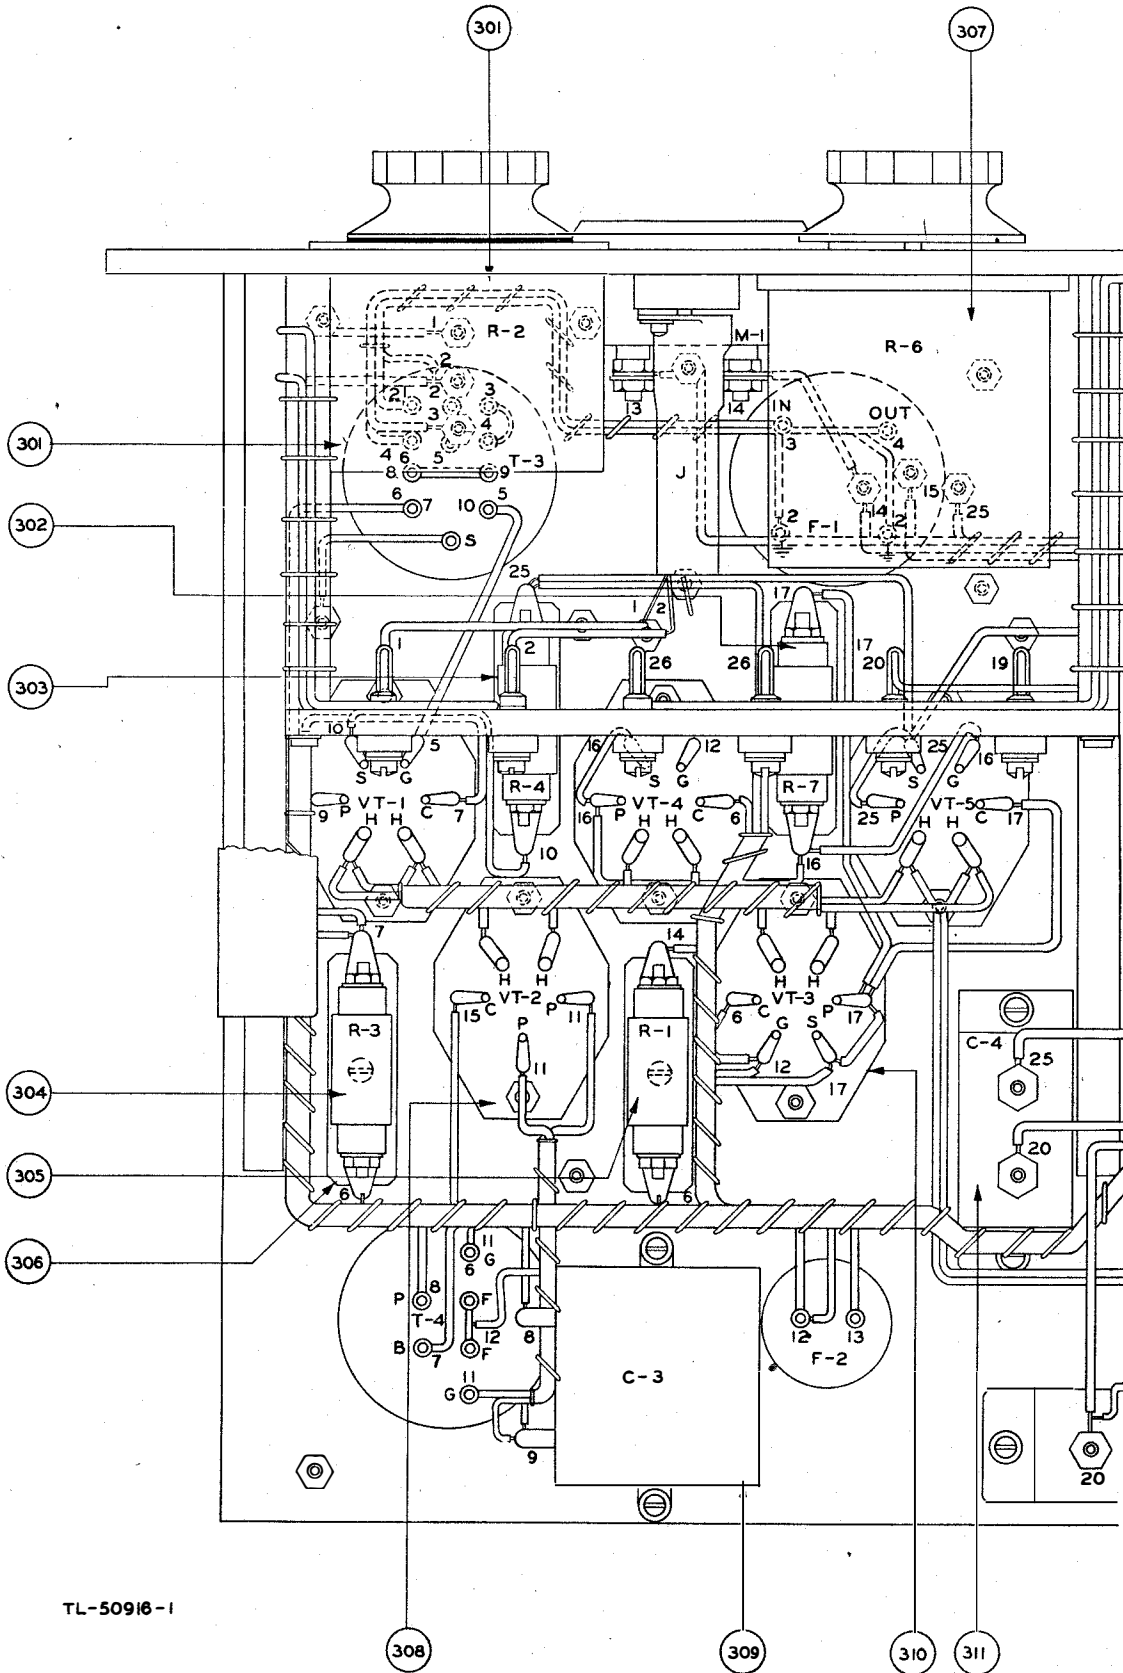 301 307
1 R-2 M-1 R-6
2
2 2 3 13 14 IN OUT
301 3 4 3 4
4 6 5 T-3
8 9 J 15
6 7 10 5 14 25
302 S 2 F-1 2
25 17
1 2 17
1 2 26 26 20 19
303
10 5 16 12 25 16
S G S G S G
9 P VT-1 C 7 R-4 16 P VT-4 C 6 R-7 25 P VT-5 C 17
H H H H H H
10 16
7 14
H H H H
15 C VT-2 P 11 6 C VT-3 P 17
R-3 P R-1 G S C-4
11 12 17 25
304
20
305
6 6
306 11
6 G
P 8 F
T-4 12 8 12 13
B 7 F F-2
11 C-3
G
9 20
TL-50916-1
308 309 310 311